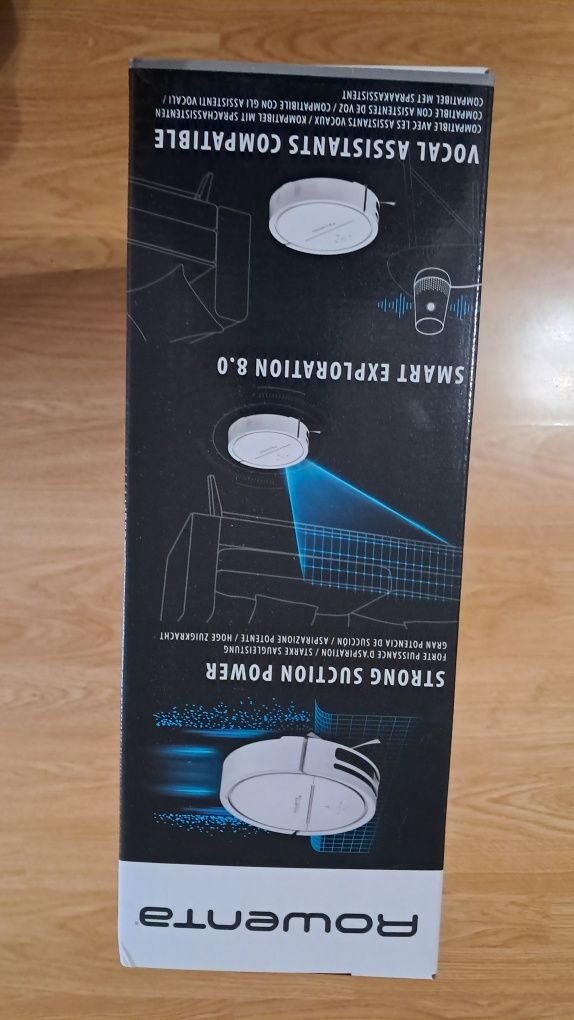 Rowenta
STRONG SUCTION POWER
FORTE PUISSANCE D'ASPIRATION / STARKE SAUGLEISTUNG
GRAN POTENCIA DE SUCCIÓN / ASPIRAZIONE POTENTE / HOGE ZUIGKRACHT
SMART EXPLORATION 8.0
VOCAL ASSISTANTS COMPATIBLE
COMPATIBLE AVEC LES ASSISTANTS VOCAUX / KOMPATIBEL MIT SPRACHASSISTENTEN
COMPATIBLE CON ASISTENTES DE VOZ / COMPATIBILE CON GLI ASSISTENTI VOCALI /
COMPATIBEL MET SPRAAKASSISTENT